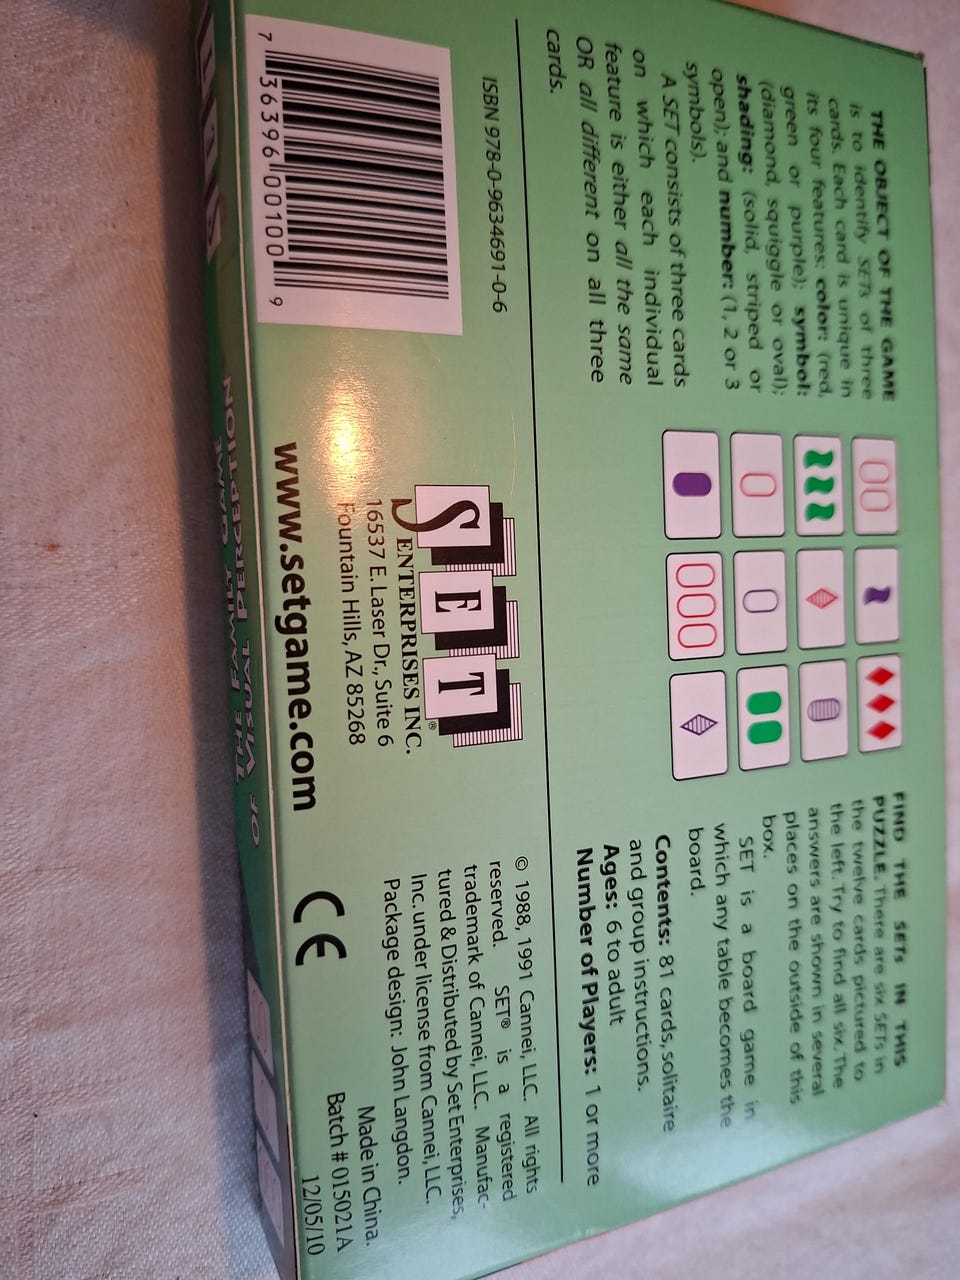 THE OBJECT OF THE GAME
is to identify SETs of three
cards. Each card is unique in
its four features: color: (red,
green or purple); symbol:
(diamond, squiggle or oval);
shading: (solid, striped or
open); and number: (1, 2 or 3
symbols).
A SET consists of three cards
on which each individual
feature is either all the same
OR all different on all three
cards.
FIND THE SETs IN THIS
PUZZLE. There are six SETs in
the twelve cards pictured to
the left. Try to find all six. The
answers are shown in several
places on the outside of this
box.
SET is a board game in
which any table becomes the
board.
Contents: 81 cards, solitaire
and group instructions.
Ages: 6 to adult
Number of Players: 1 or more
ISBN 978-0-9634691-0-6
7 36396 00100 9
SET®
ENTERPRISES INC.
16537 E. Laser Dr., Suite 6
Fountain Hills, AZ 85268
www.setgame.com
© 1988, 1991 Cannei, LLC. All rights
reserved. SET® is a registered
trademark of Cannei, LLC. Manufac-
tured & Distributed by Set Enterprises,
Inc. under license from Cannei, LLC.
Package design: John Langdon.
CE
Made in China.
Batch # 015021A
12/05/10
THE FAMILY GAME
OF VISUAL PERCEPTION